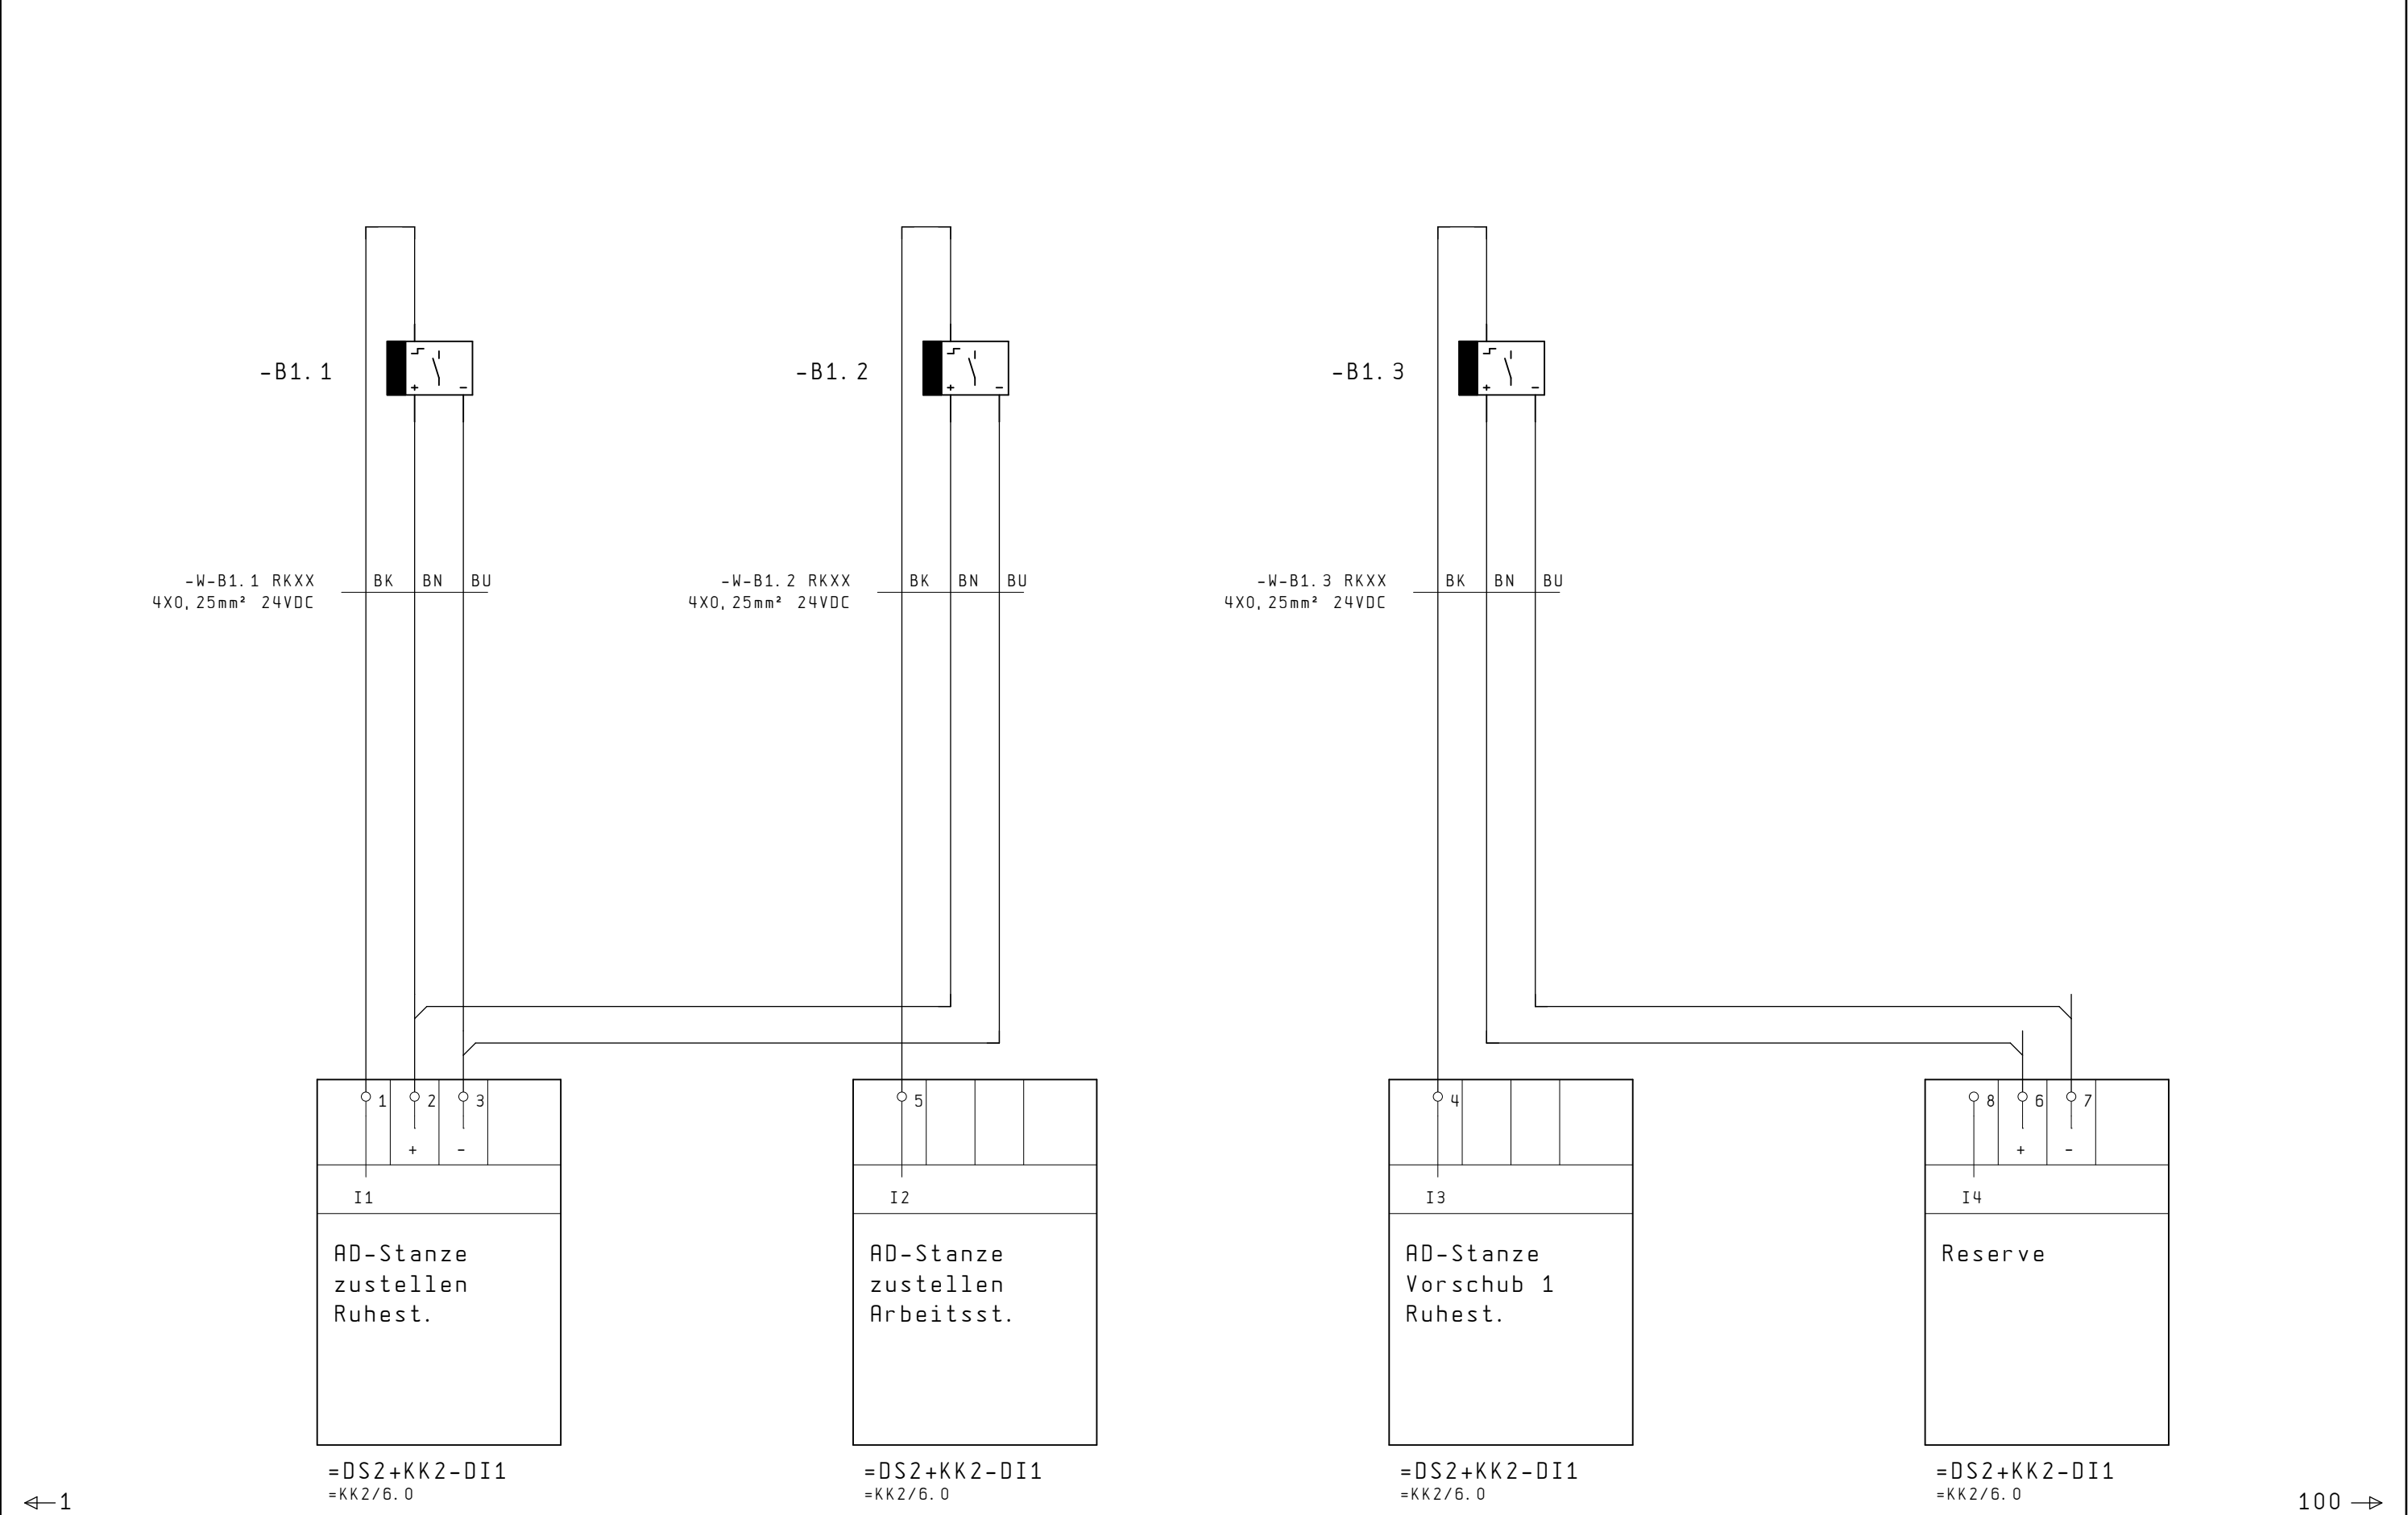 -B1.1
-B1.2
-B1.3
+ -
+ -
+ -
-W-B1.1 RKXX BK BN BU
4X0,25mm² 24VDC
-W-B1.2 RKXX BK BN BU
4X0,25mm² 24VDC
-W-B1.3 RKXX BK BN BU
4X0,25mm² 24VDC
1 2 3
+ -
I1
AD-Stanze
zustellen
Ruhest.
=DS2+KK2-DI1
=KK2/6.0
5
I2
AD-Stanze
zustellen
Arbeitsst.
=DS2+KK2-DI1
=KK2/6.0
4
I3
AD-Stanze
Vorschub 1
Ruhest.
=DS2+KK2-DI1
=KK2/6.0
8 6 7
+ -
I4
Reserve
=DS2+KK2-DI1
=KK2/6.0
1
100